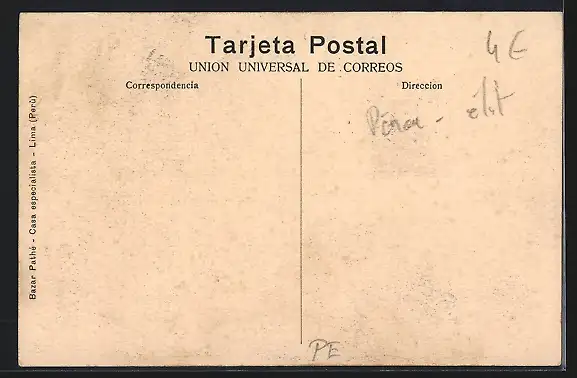 Tarjeta Postal
UNION UNIVERSAL DE CORREOS
Correspondencia
Direccion
4 €
Bazar Pathé - Casa especialista - Lima (Perú)
PE